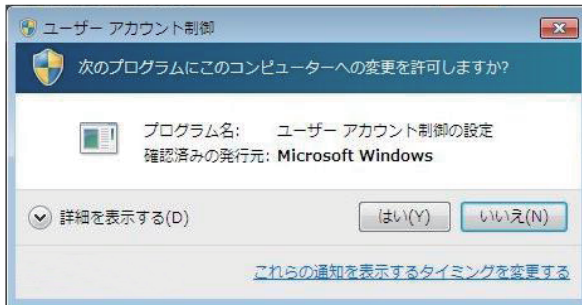 ユーザー アカウント制御
次のプログラムにこのコンピューターへの変更を許可しますか?
プログラム名: ユーザー アカウント制御の設定
確認済みの発行元: Microsoft Windows
詳細を表示する(D)
はい(Y)
いいえ(N)
これらの通知を表示するタイミングを変更する